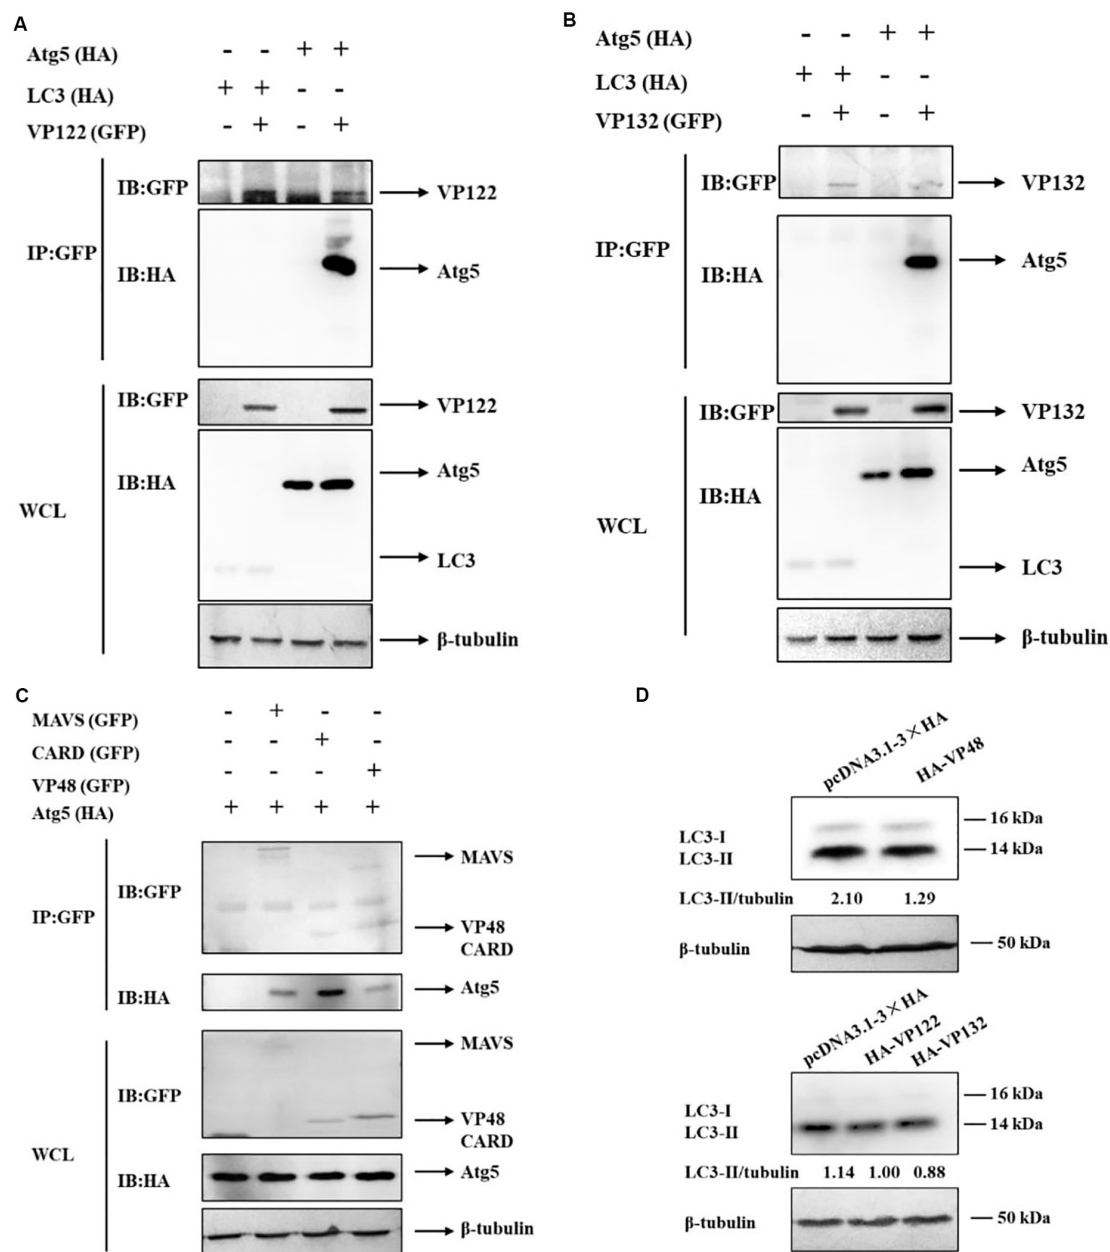 A
Atg5 (HA) - - + +
LC3 (HA) + + - -
VP122 (GFP) - + - +
IP:GFP
IB:GFP VP122
IB:HA Atg5
WCL
IB:GFP VP122
IB:HA Atg5
LC3
β-tubulin
B
Atg5 (HA) - - + +
LC3 (HA) + + - -
VP132 (GFP) - + - +
IP:GFP
IB:GFP VP132
IB:HA Atg5
WCL
IB:GFP VP132
IB:HA Atg5
LC3
β-tubulin
C
MAVS (GFP) - + - -
CARD (GFP) - - + -
VP48 (GFP) - - - +
Atg5 (HA) + + + +
IP:GFP
IB:GFP MAVS
VP48
CARD
IB:HA Atg5
WCL
IB:GFP MAVS
VP48
CARD
IB:HA Atg5
β-tubulin
D
pcDNA3.1-3×HA HA-VP48
LC3-I 16 kDa
LC3-II 14 kDa
LC3-II/tubulin 2.10 1.29
β-tubulin 50 kDa
pcDNA3.1-3×HA HA-VP122 HA-VP132
LC3-I 16 kDa
LC3-II 14 kDa
LC3-II/tubulin 1.14 1.00 0.88
β-tubulin 50 kDa